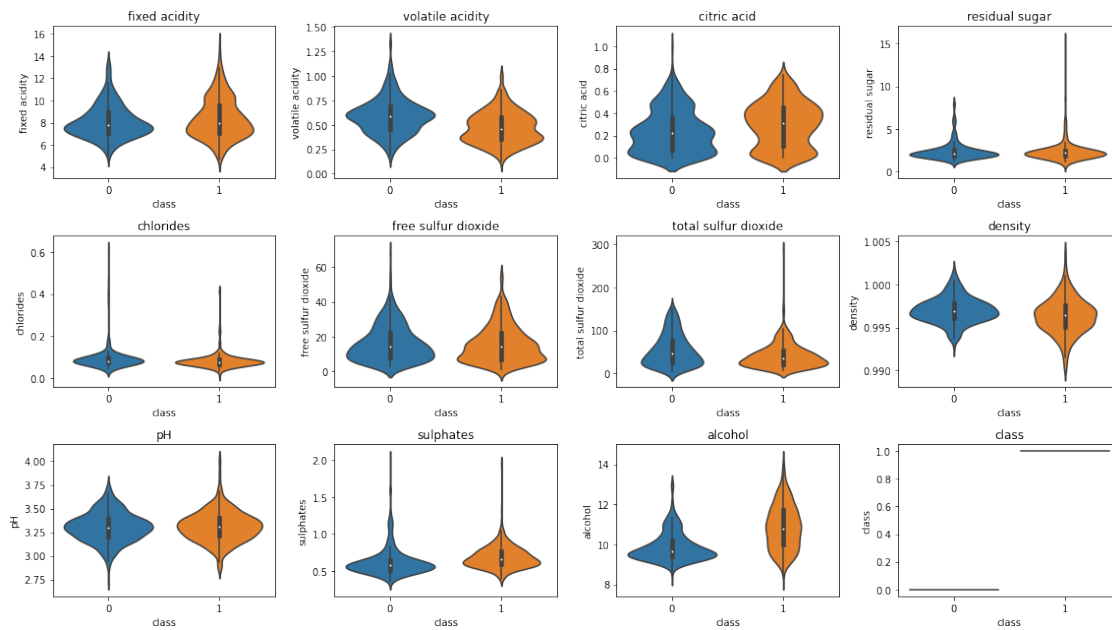 fixed acidity
fixed acidity
16
14
12
10
8
6
4
0
1
class
volatile acidity
volatile acidity
1.50
1.25
1.00
0.75
0.50
0.25
0.00
0
1
class
citric acid
citric acid
1.0
0.8
0.6
0.4
0.2
0.0
0
1
class
residual sugar
residual sugar
15
10
5
0
0
1
class
chlorides
chlorides
0.6
0.4
0.2
0.0
0
1
class
free sulfur dioxide
free sulfur dioxide
60
40
20
0
0
1
class
total sulfur dioxide
total sulfur dioxide
300
200
100
0
0
1
class
density
density
1.005
1.000
0.995
0.990
0
1
class
pH
pH
4.00
3.75
3.50
3.25
3.00
2.75
0
1
class
sulphates
sulphates
2.0
1.5
1.0
0.5
0
1
class
alcohol
alcohol
14
12
10
8
0
1
class
class
class
1.0
0.8
0.6
0.4
0.2
0.0
0
1
class